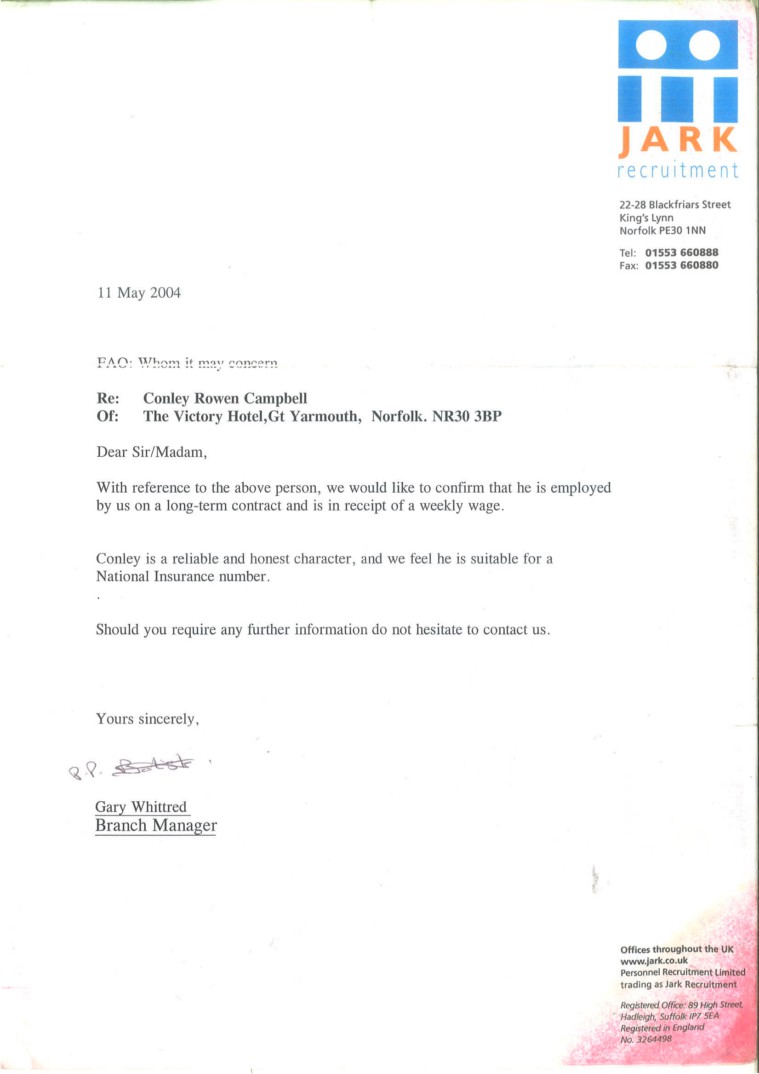 JARK
recruitment
22-28 Blackfriars Street
King's Lynn
Norfolk PE30 1NN
Tel: 01553 660888
Fax: 01553 660880
11 May 2004
FAO: Whom it may concern
Re: Conley Rowen Campbell
Of: The Victory Hotel,Gt Yarmouth, Norfolk. NR30 3BP
Dear Sir/Madam,
With reference to the above person, we would like to confirm that he is employed
by us on a long-term contract and is in receipt of a weekly wage.
Conley is a reliable and honest character, and we feel he is suitable for a
National Insurance number.
.
Should you require any further information do not hesitate to contact us.
Yours sincerely,
P.P.
Gary Whittred
Branch Manager
Offices throughout the UK
www.jark.co.uk
Personnel Recruitment Limited
trading as Jark Recruitment
Registered Office: 89 High Street,
Hadleigh, Suffolk IP7 5EA
Registered in England
No. 3264498